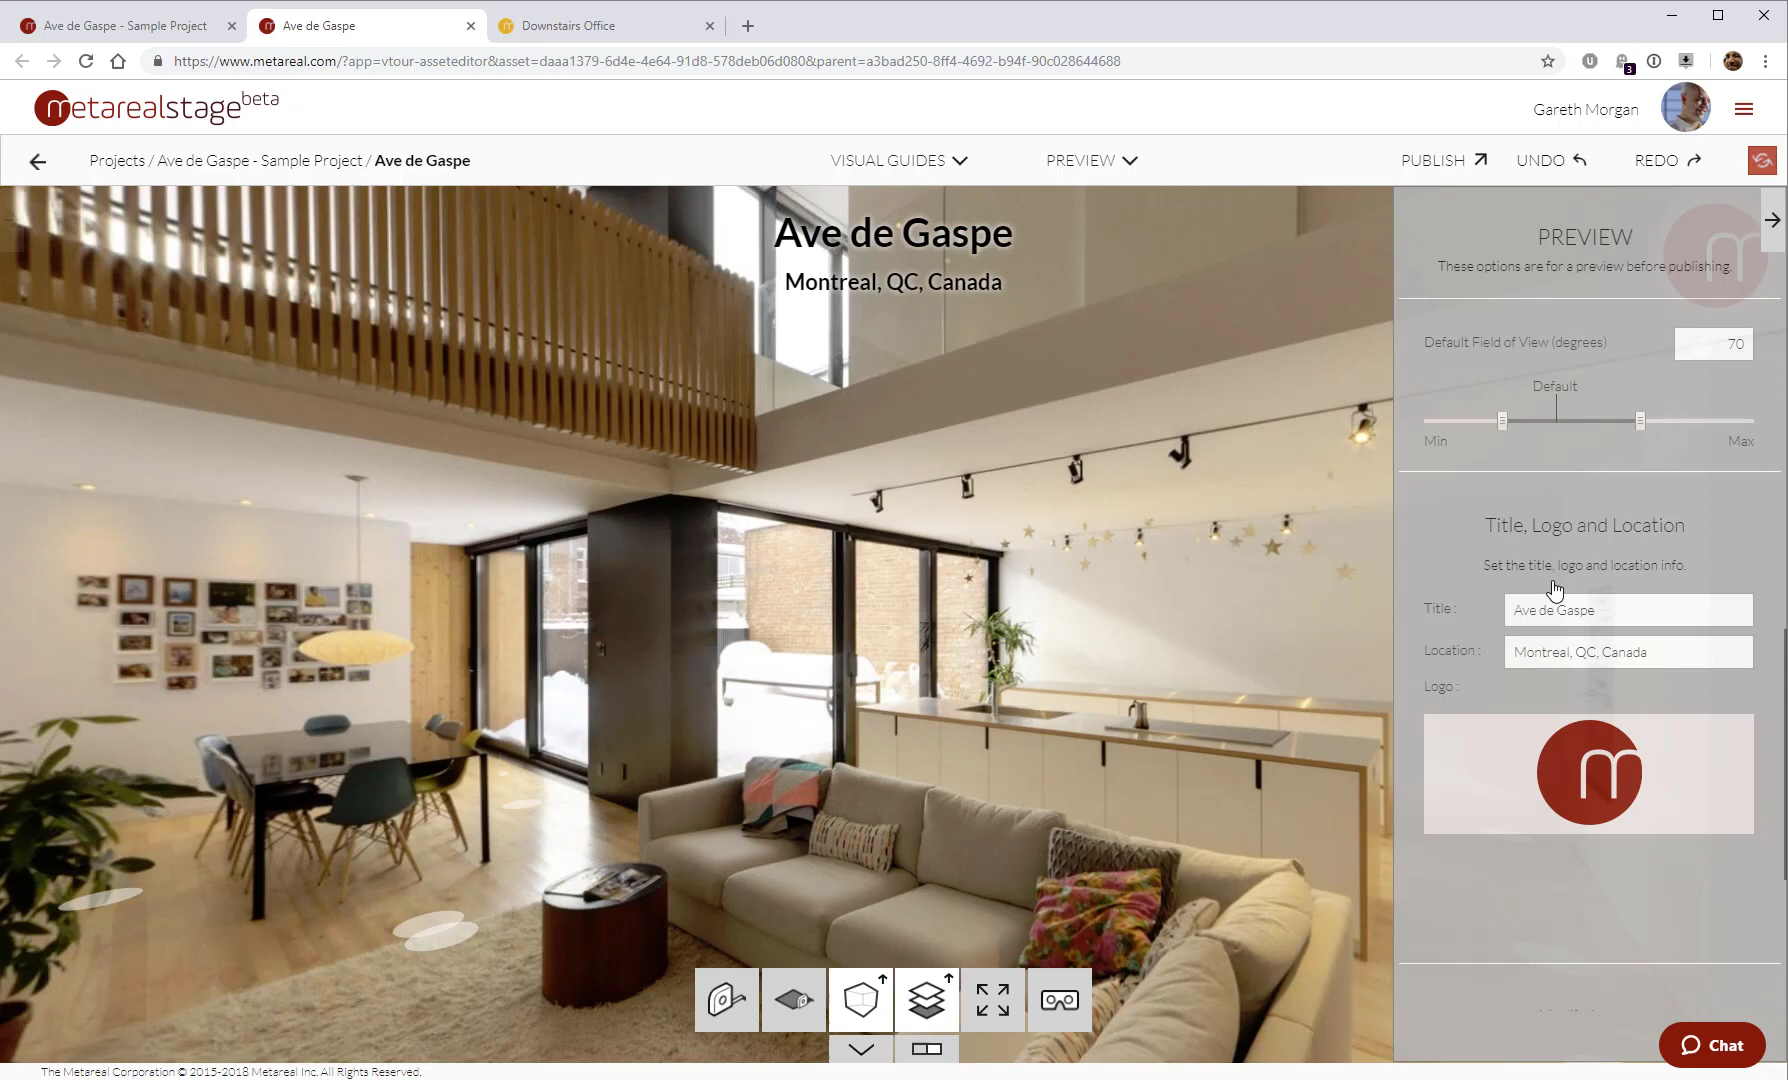 Ave de Gaspe - Sample Project
Ave de Gaspe
Downstairs Office
https://www.metareal.com/?app=vtour-asseteditor&asset=daaa1379-6d4e-4e64-91d8-578deb06d080&parent=a3bad250-8ff4-4692-b94f-90c028644688
3
metarealstage beta
Gareth Morgan
Projects / Ave de Gaspe - Sample Project / Ave de Gaspe
VISUAL GUIDES
PREVIEW
PUBLISH
UNDO
REDO
Ave de Gaspe
Montreal, QC, Canada
PREVIEW
These options are for a preview before publishing.
Default Field of View (degrees)
70
Default
Min
Max
Title, Logo and Location
Set the title, logo and location info.
Title :
Ave de Gaspe
Location :
Montreal, QC, Canada
Logo :
m
Chat
The Metareal Corporation © 2015-2018 Metareal Inc. All Rights Reserved.